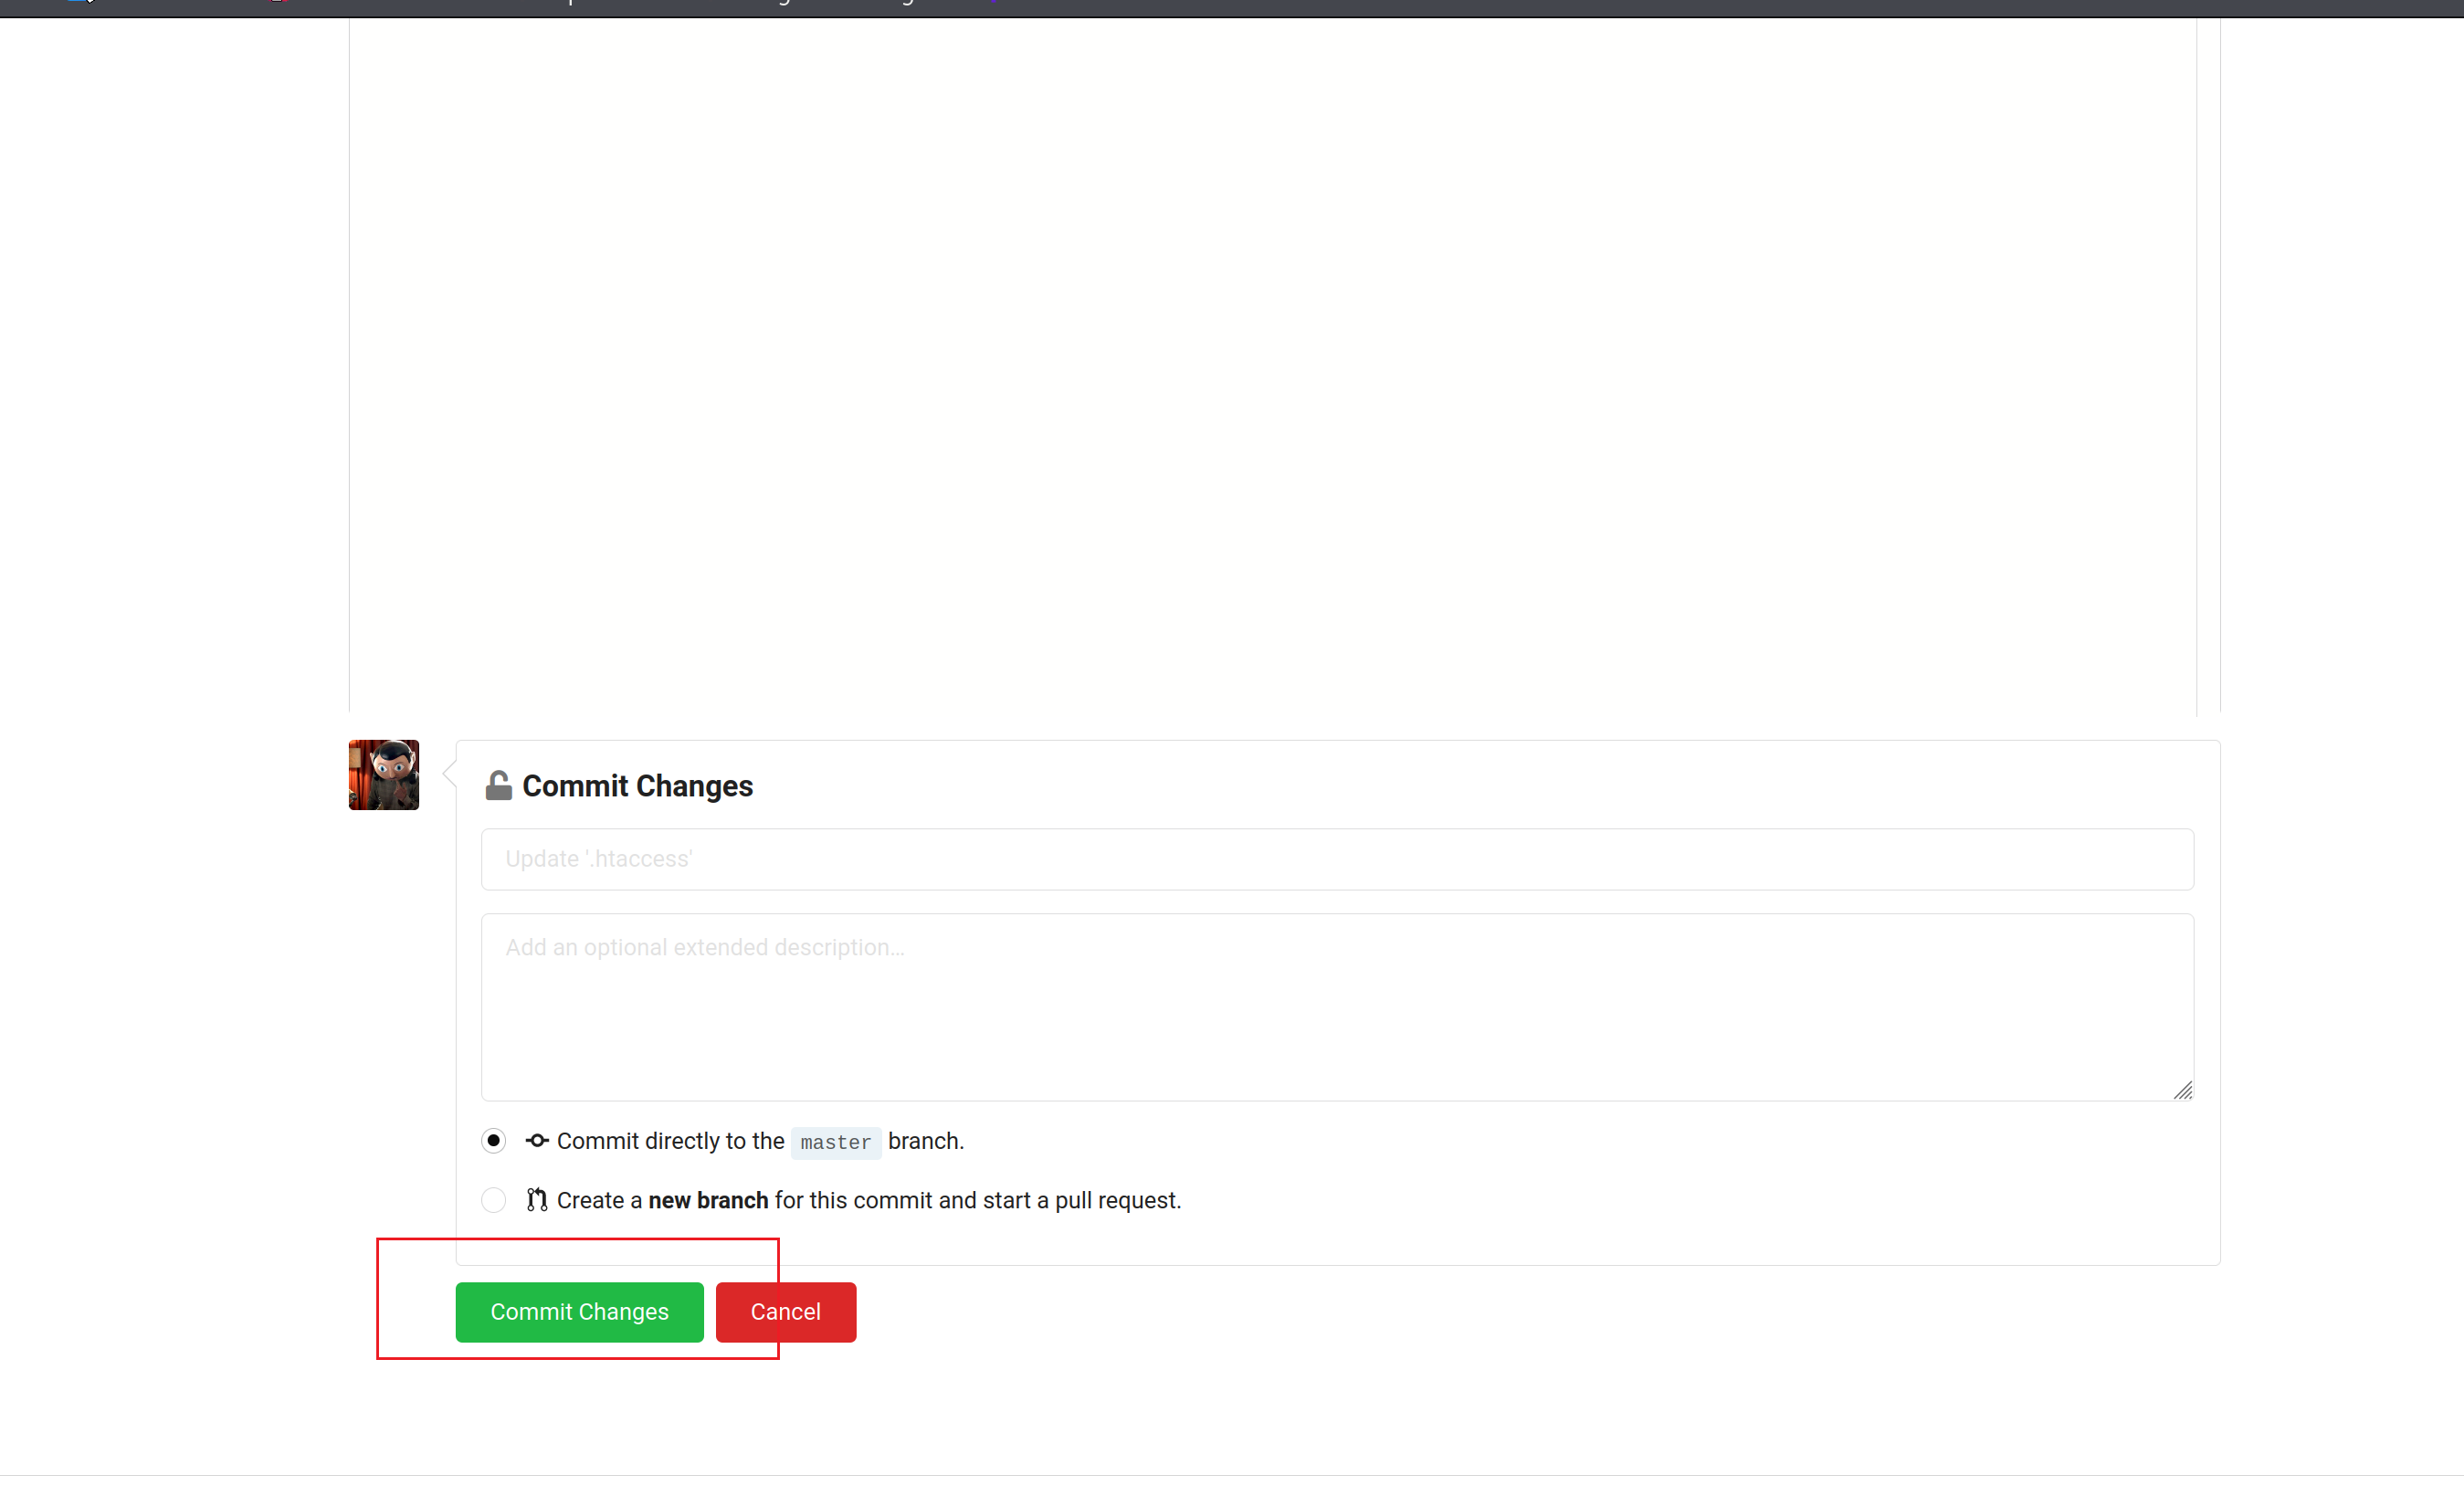 Commit Changes
Update '.htaccess'
Add an optional extended description…
Commit directly to the master branch.
Create a new branch for this commit and start a pull request.
Commit Changes
Cancel